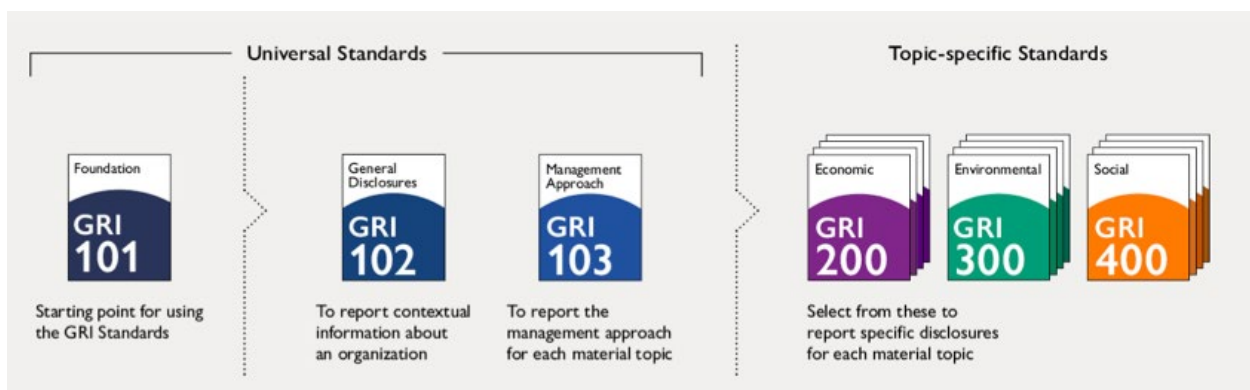 Universal Standards
Topic-specific Standards
Foundation
GRI
101
General
Disclosures
GRI
102
Management
Approach
GRI
103
Economic
GRI
200
Environmental
GRI
300
Social
GRI
400
Starting point for using
the GRI Standards
To report contextual
information about
an organization
To report the
management approach
for each material topic
Select from these to
report specific disclosures
for each material topic